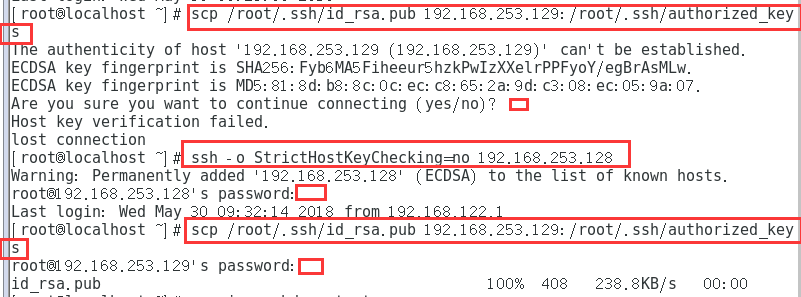 [root@localhost ~]# scp /root/.ssh/id_rsa.pub 192.168.253.129:/root/.ssh/authorized_key
s
The authenticity of host '192.168.253.129 (192.168.253.129)' can't be established.
ECDSA key fingerprint is SHA256:Fyb6MA5Fiheeur5hzkPwIzXXelrPPFyoY/egBrAsMLw.
ECDSA key fingerprint is MD5:81:8d:b8:8c:0c:ec:c8:65:2a:9d:c3:08:ec:05:9a:07.
Are you sure you want to continue connecting (yes/no)?
Host key verification failed.
lost connection
[root@localhost ~]# ssh -o StrictHostKeyChecking=no 192.168.253.128
Warning: Permanently added '192.168.253.128' (ECDSA) to the list of known hosts.
root@192.168.253.128's password:
Last login: Wed May 30 09:32:14 2018 from 192.168.122.1
[root@localhost ~]# scp /root/.ssh/id_rsa.pub 192.168.253.129:/root/.ssh/authorized_key
s
root@192.168.253.129's password:
id_rsa.pub 100% 408 238.8KB/s 00:00